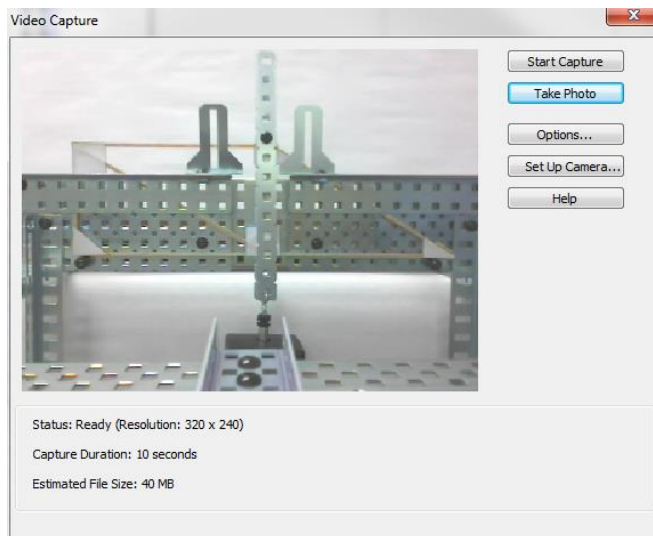 Video Capture
Start Capture
Take Photo
Options...
Set Up Camera...
Help
Status: Ready (Resolution: 320 x 240)
Capture Duration: 10 seconds
Estimated File Size: 40 MB